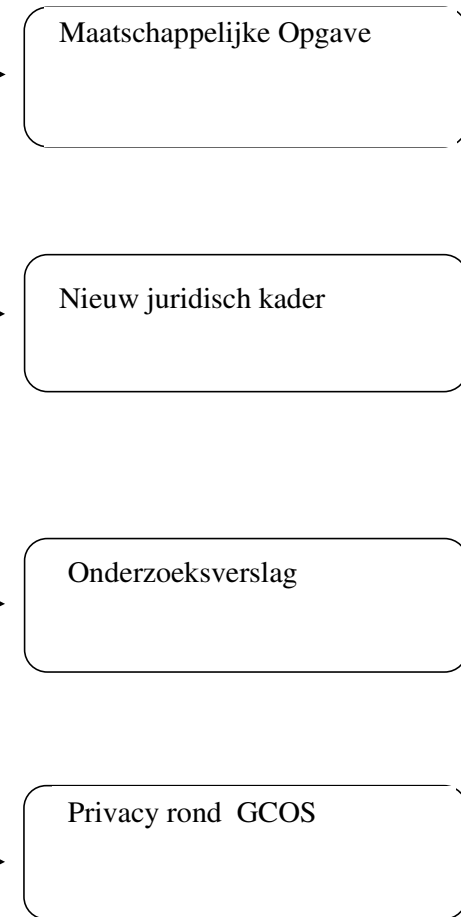 Maatschappelijke Opgave
Nieuw juridisch kader
Onderzoeksverslag
Privacy rond  GCOS